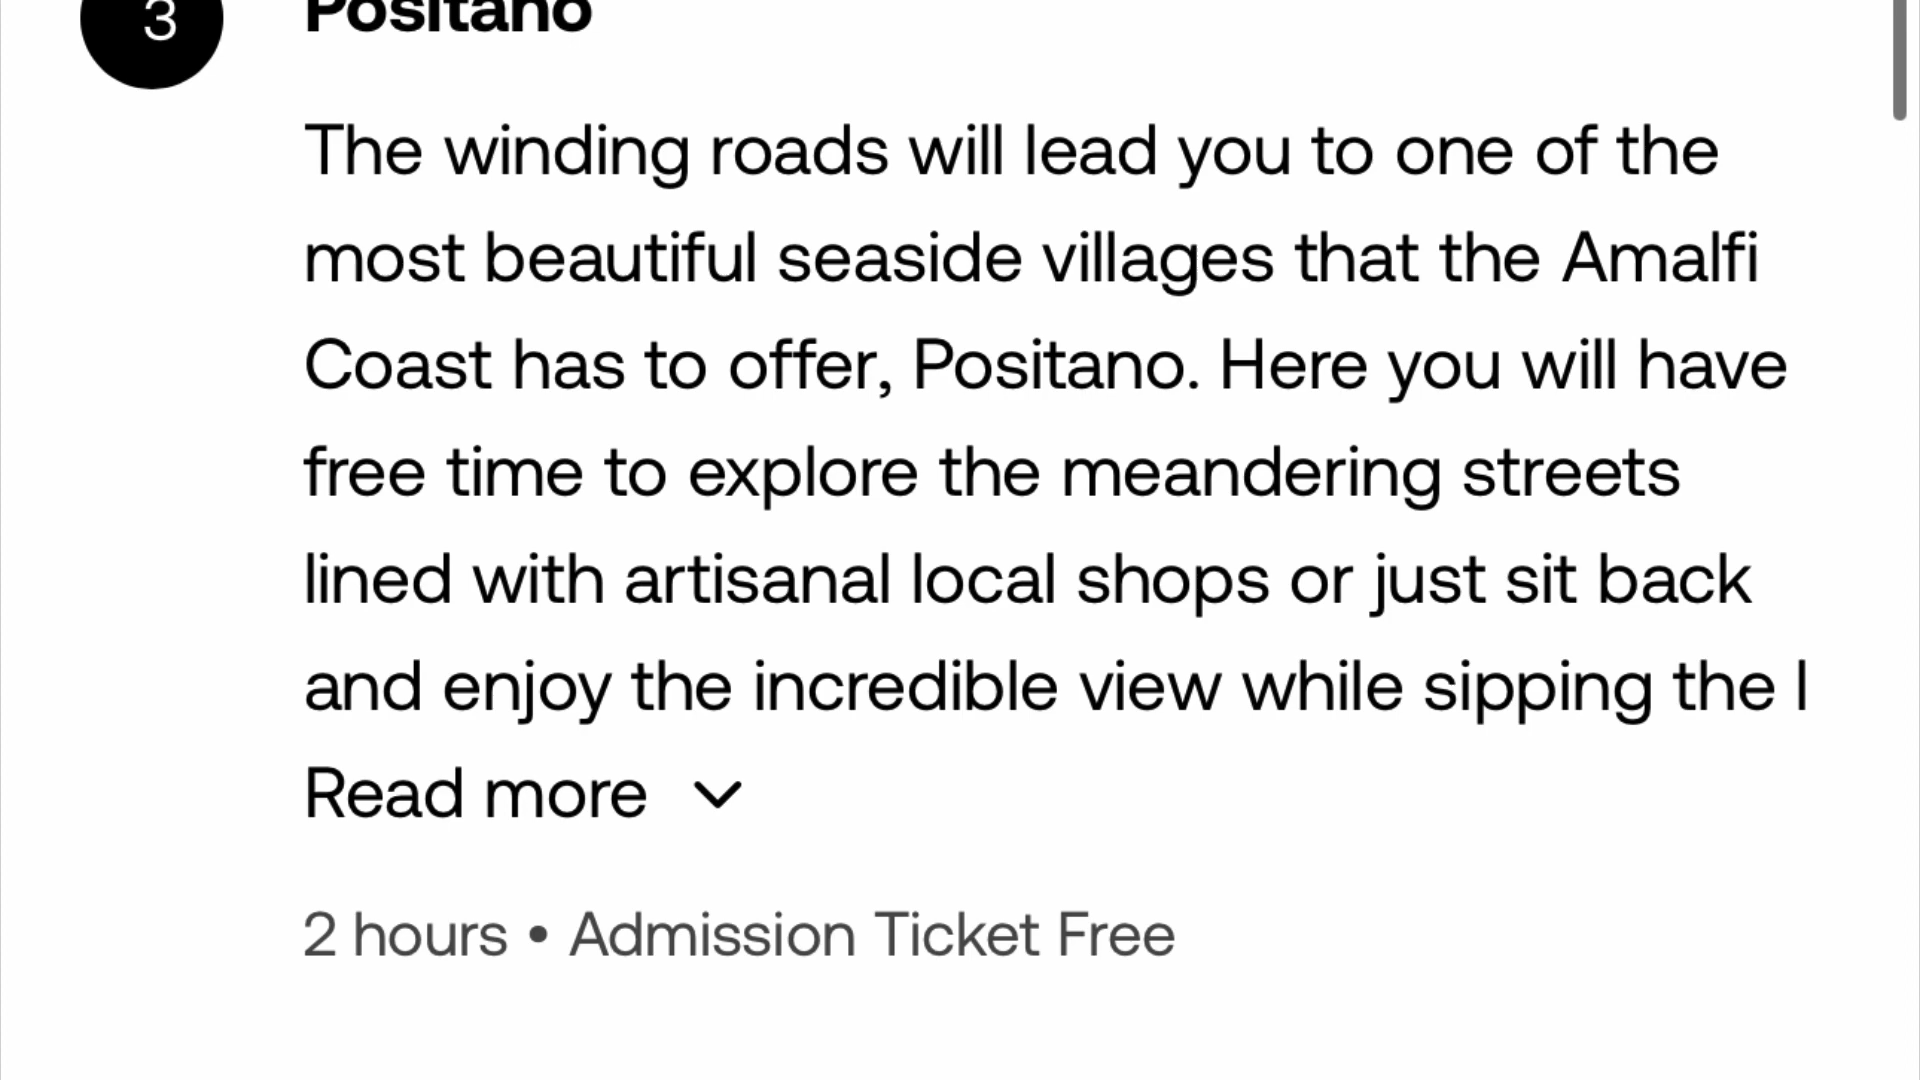 3
Positano
The winding roads will lead you to one of the
most beautiful seaside villages that the Amalfi
Coast has to offer, Positano. Here you will have
free time to explore the meandering streets
lined with artisanal local shops or just sit back
and enjoy the incredible view while sipping the l
Read more
2 hours • Admission Ticket Free